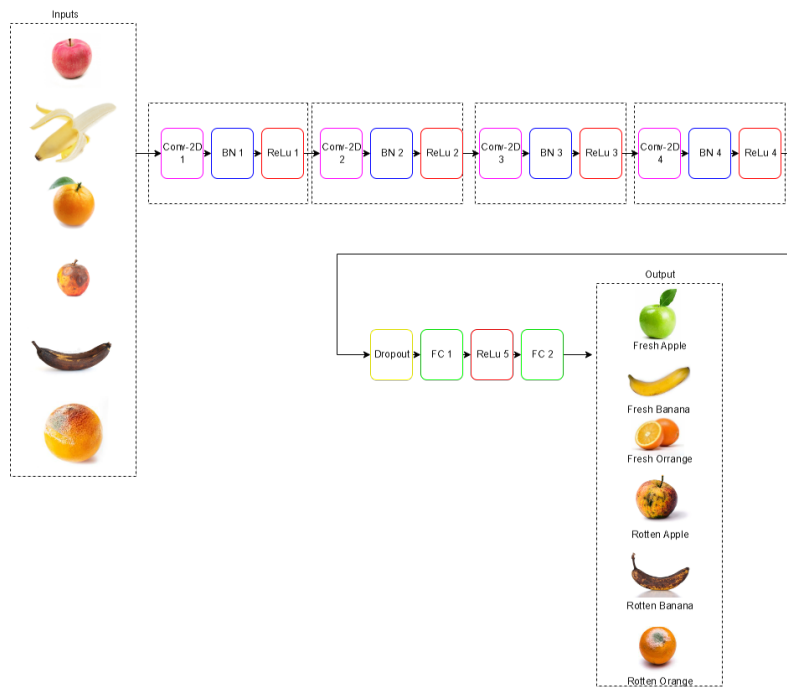 Inputs
Conv-2D
1
BN 1
ReLu 1
Conv-2D
2
BN 2
ReLu 2
Conv-2D
3
BN 3
ReLu 3
Conv-2D
4
BN 4
ReLu 4
Output
Dropout
FC 1
ReLu 5
FC 2
Fresh Apple
Fresh Banana
Fresh Orrange
Rotten Apple
Rotten Banana
Rotten Orange